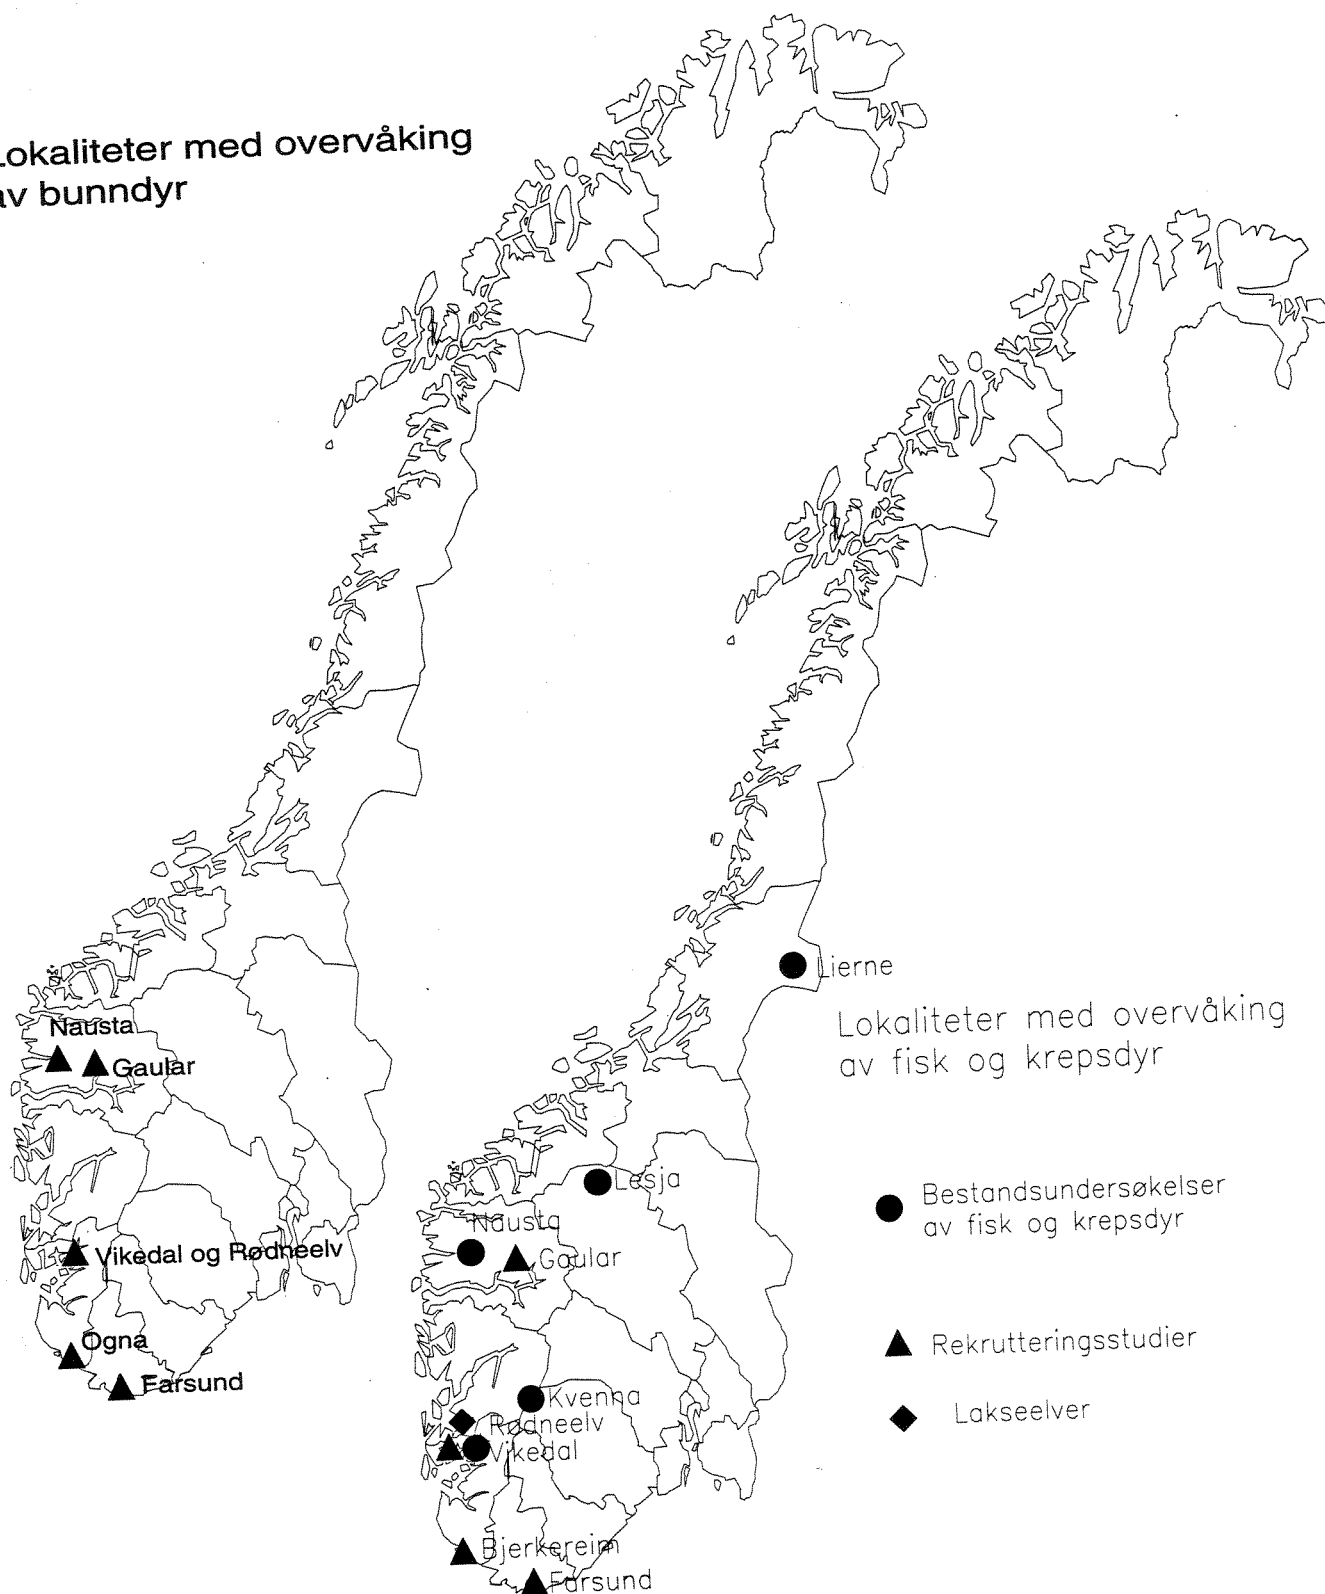 Lokaliteter med overvåking
av bunndyr
Nausta
Gaular
Vikedal og Rødneelv
Ogna
Farsund
Lierne
Lokaliteter med overvåking
av fisk og krepsdyr
Lesja
Nausta
Gaular
Kvenna
Rødneelv
Vikedal
Bjerkereim
Farsund
Bestandsundersøkelser
av fisk og krepsdyr
Rekrutteringsstudier
Lakseelver